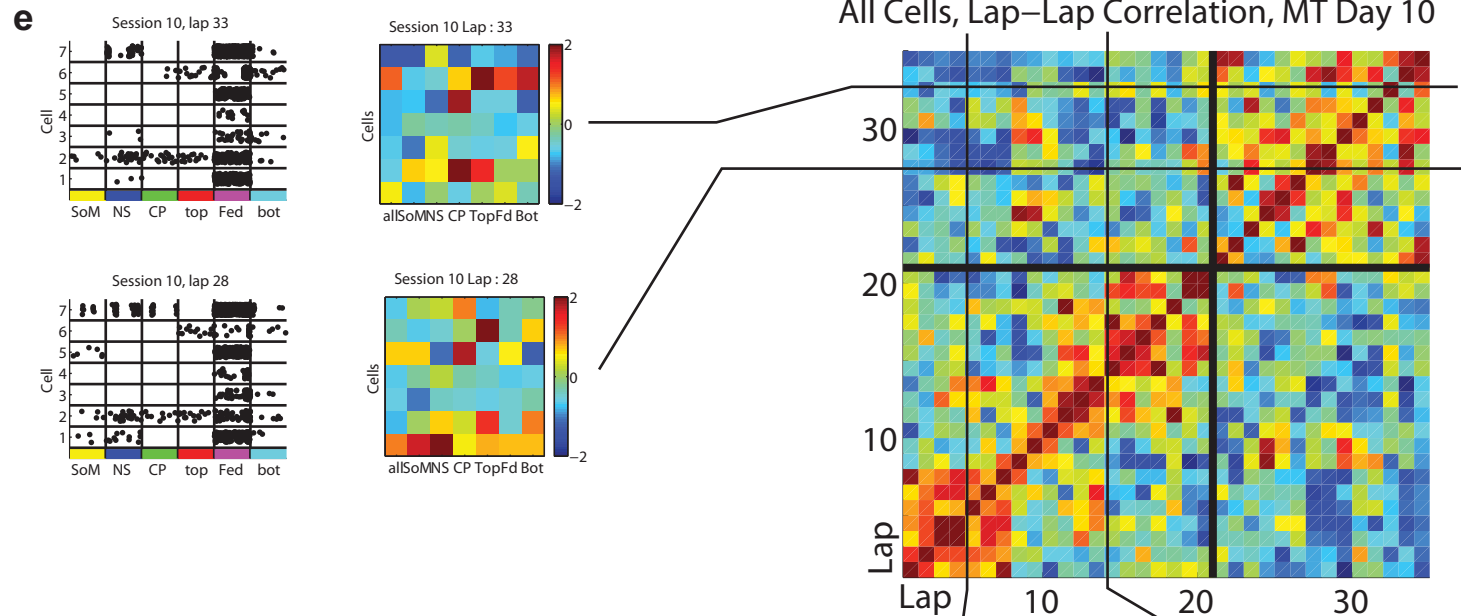 e
Session 10, lap 33
Cell
7
6
5
4
3
2
1
SoM NS CP top Fed bot
Session 10 Lap : 33
Cells
allSoMNS CP TopFd Bot
2
0
−2
Session 10, lap 28
Cell
7
6
5
4
3
2
1
SoM NS CP top Fed bot
Session 10 Lap : 28
Cells
allSoMNS CP TopFd Bot
2
0
−2
All Cells, Lap−Lap Correlation, MT Day 10
30
20
10
Lap
Lap 10 20 30